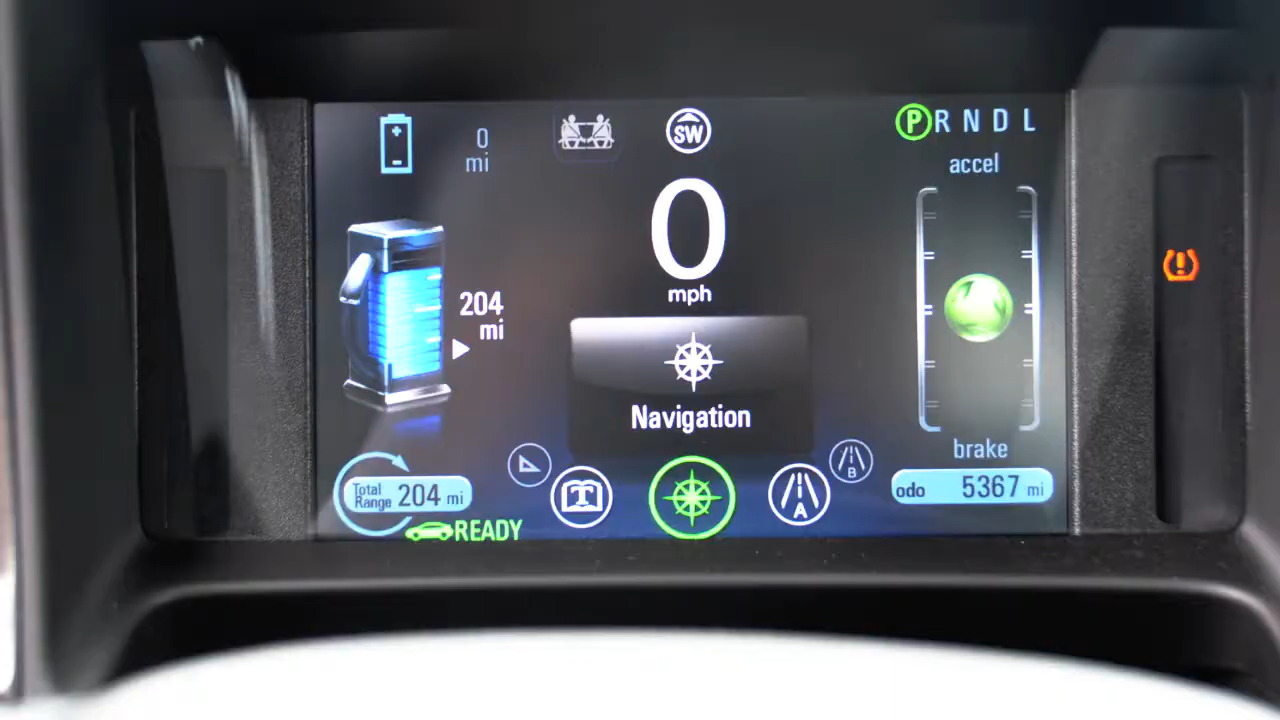 0
mi
SW
P R N D L
accel
0
mph
204
mi
Navigation
brake
Total
Range 204 mi
A
B
odo 5367 mi
READY